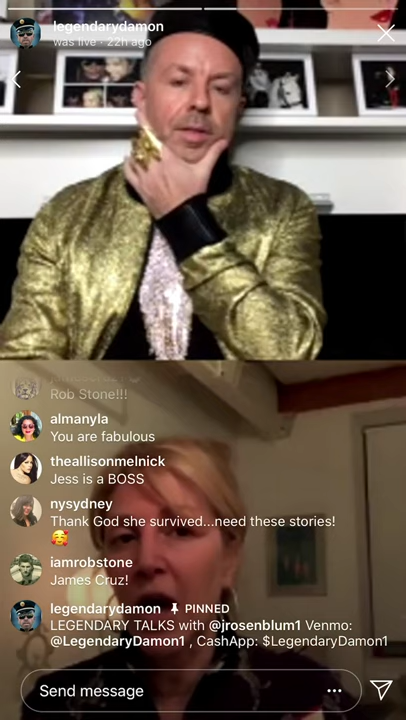 legendarydamon
was live · 22h ago
Rob Stone!!!
almanyla
You are fabulous
theallisonmelnick
Jess is a BOSS
nysydney
Thank God she survived...need these stories!
🥰
iamrobstone
James Cruz!
legendarydamon PINNED
LEGENDARY TALKS with @jrosenblum1 Venmo:
@LegendaryDamon1 , CashApp: $LegendaryDamon1
Send message